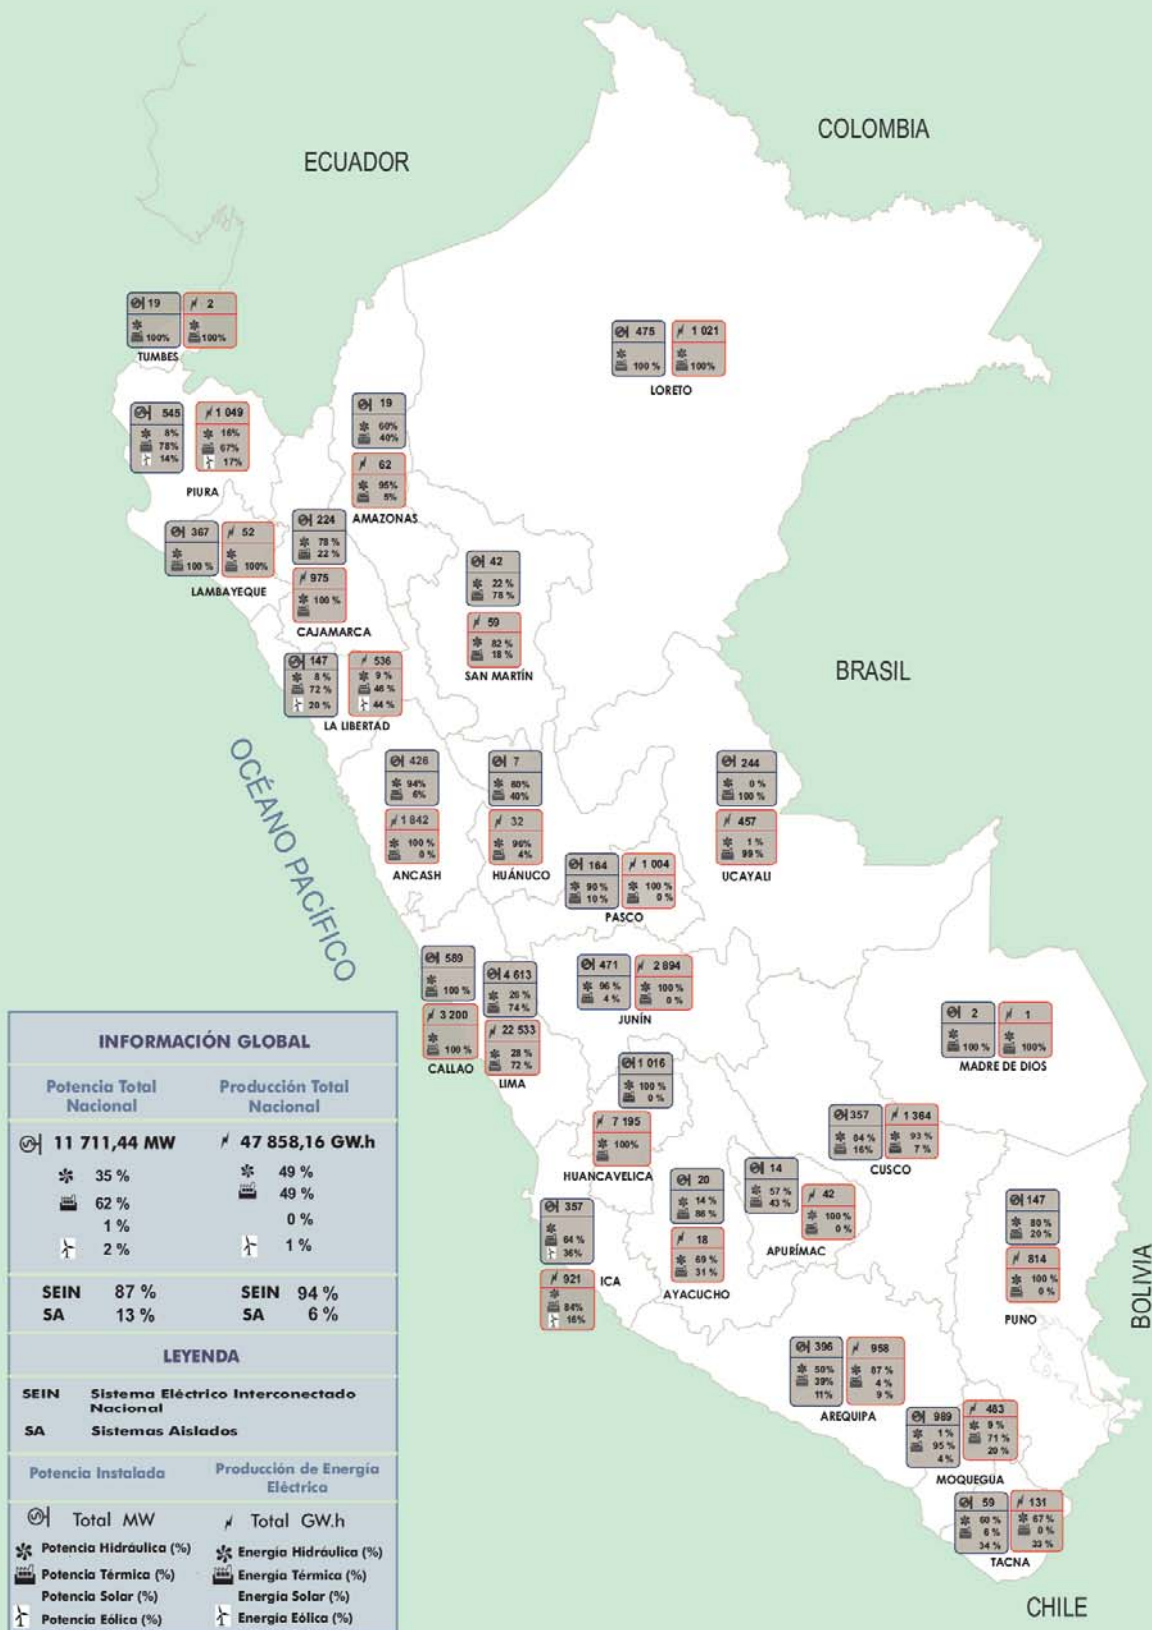 COLOMBIA
ECUADOR
19 2
100% 100%
TUMBES
475 1 021
100 % 100%
LORETO
545 1 049
8% 16%
78% 67%
14% 17%
PIURA
19
60%
40%
62
95%
5%
AMAZONAS
367 52
100 % 100%
LAMBAYEQUE
224
78 %
22 %
975
100 %
CAJAMARCA
42
22 %
78 %
59
82 %
18 %
SAN MARTÍN
BRASIL
147 536
8 % 9 %
72 % 46 %
20 % 44 %
LA LIBERTAD
OCÉANO PACÍFICO
426
94%
6%
1 842
100 %
0 %
ANCASH
7
60%
40%
32
96%
4%
HUÁNUCO
244
0 %
100 %
457
1 %
99 %
UCAYALI
164 1 004
90 % 100 %
10 % 0 %
PASCO
589
100 %
3 200
100 %
CALLAO
4 613
26 %
74 %
22 533
28 %
72 %
LIMA
471 2 894
96 % 100 %
4 % 0 %
JUNÍN
2 1
100 % 100%
MADRE DE DIOS
1 016
100 %
0 %
7 195
100%
HUANCAVELICA
357 1 364
84 % 93 %
16% 7 %
CUSCO
20
14 %
86 %
18
69 %
31 %
AYACUCHO
14
57 %
43 %
42
100 %
0 %
APURÍMAC
357
64 %
36%
921
84%
16%
ICA
147
80 %
20 %
814
100 %
0 %
PUNO
BOLIVIA
396 958
50% 87 %
39% 4 %
11% 9 %
AREQUIPA
989 483
1 % 9 %
95 % 71 %
4 % 20 %
MOQUEGUA
59 131
60 % 67 %
6 % 0 %
34 % 33 %
TACNA
CHILE
INFORMACIÓN GLOBAL
Potencia Total Nacional
Producción Total Nacional
11 711,44 MW 47 858,16 GW.h
35 % 49 %
62 % 49 %
1 % 0 %
2 % 1 %
SEIN 87 % SEIN 94 %
SA 13 % SA 6 %
LEYENDA
SEIN Sistema Eléctrico Interconectado
Nacional
SA Sistemas Aislados
Potencia Instalada
Producción de Energía
Eléctrica
Total MW Total GW.h
Potencia Hidráulica (%) Energía Hidráulica (%)
Potencia Térmica (%) Energía Térmica (%)
Potencia Solar (%) Energía Solar (%)
Potencia Eólica (%) Energía Eólica (%)